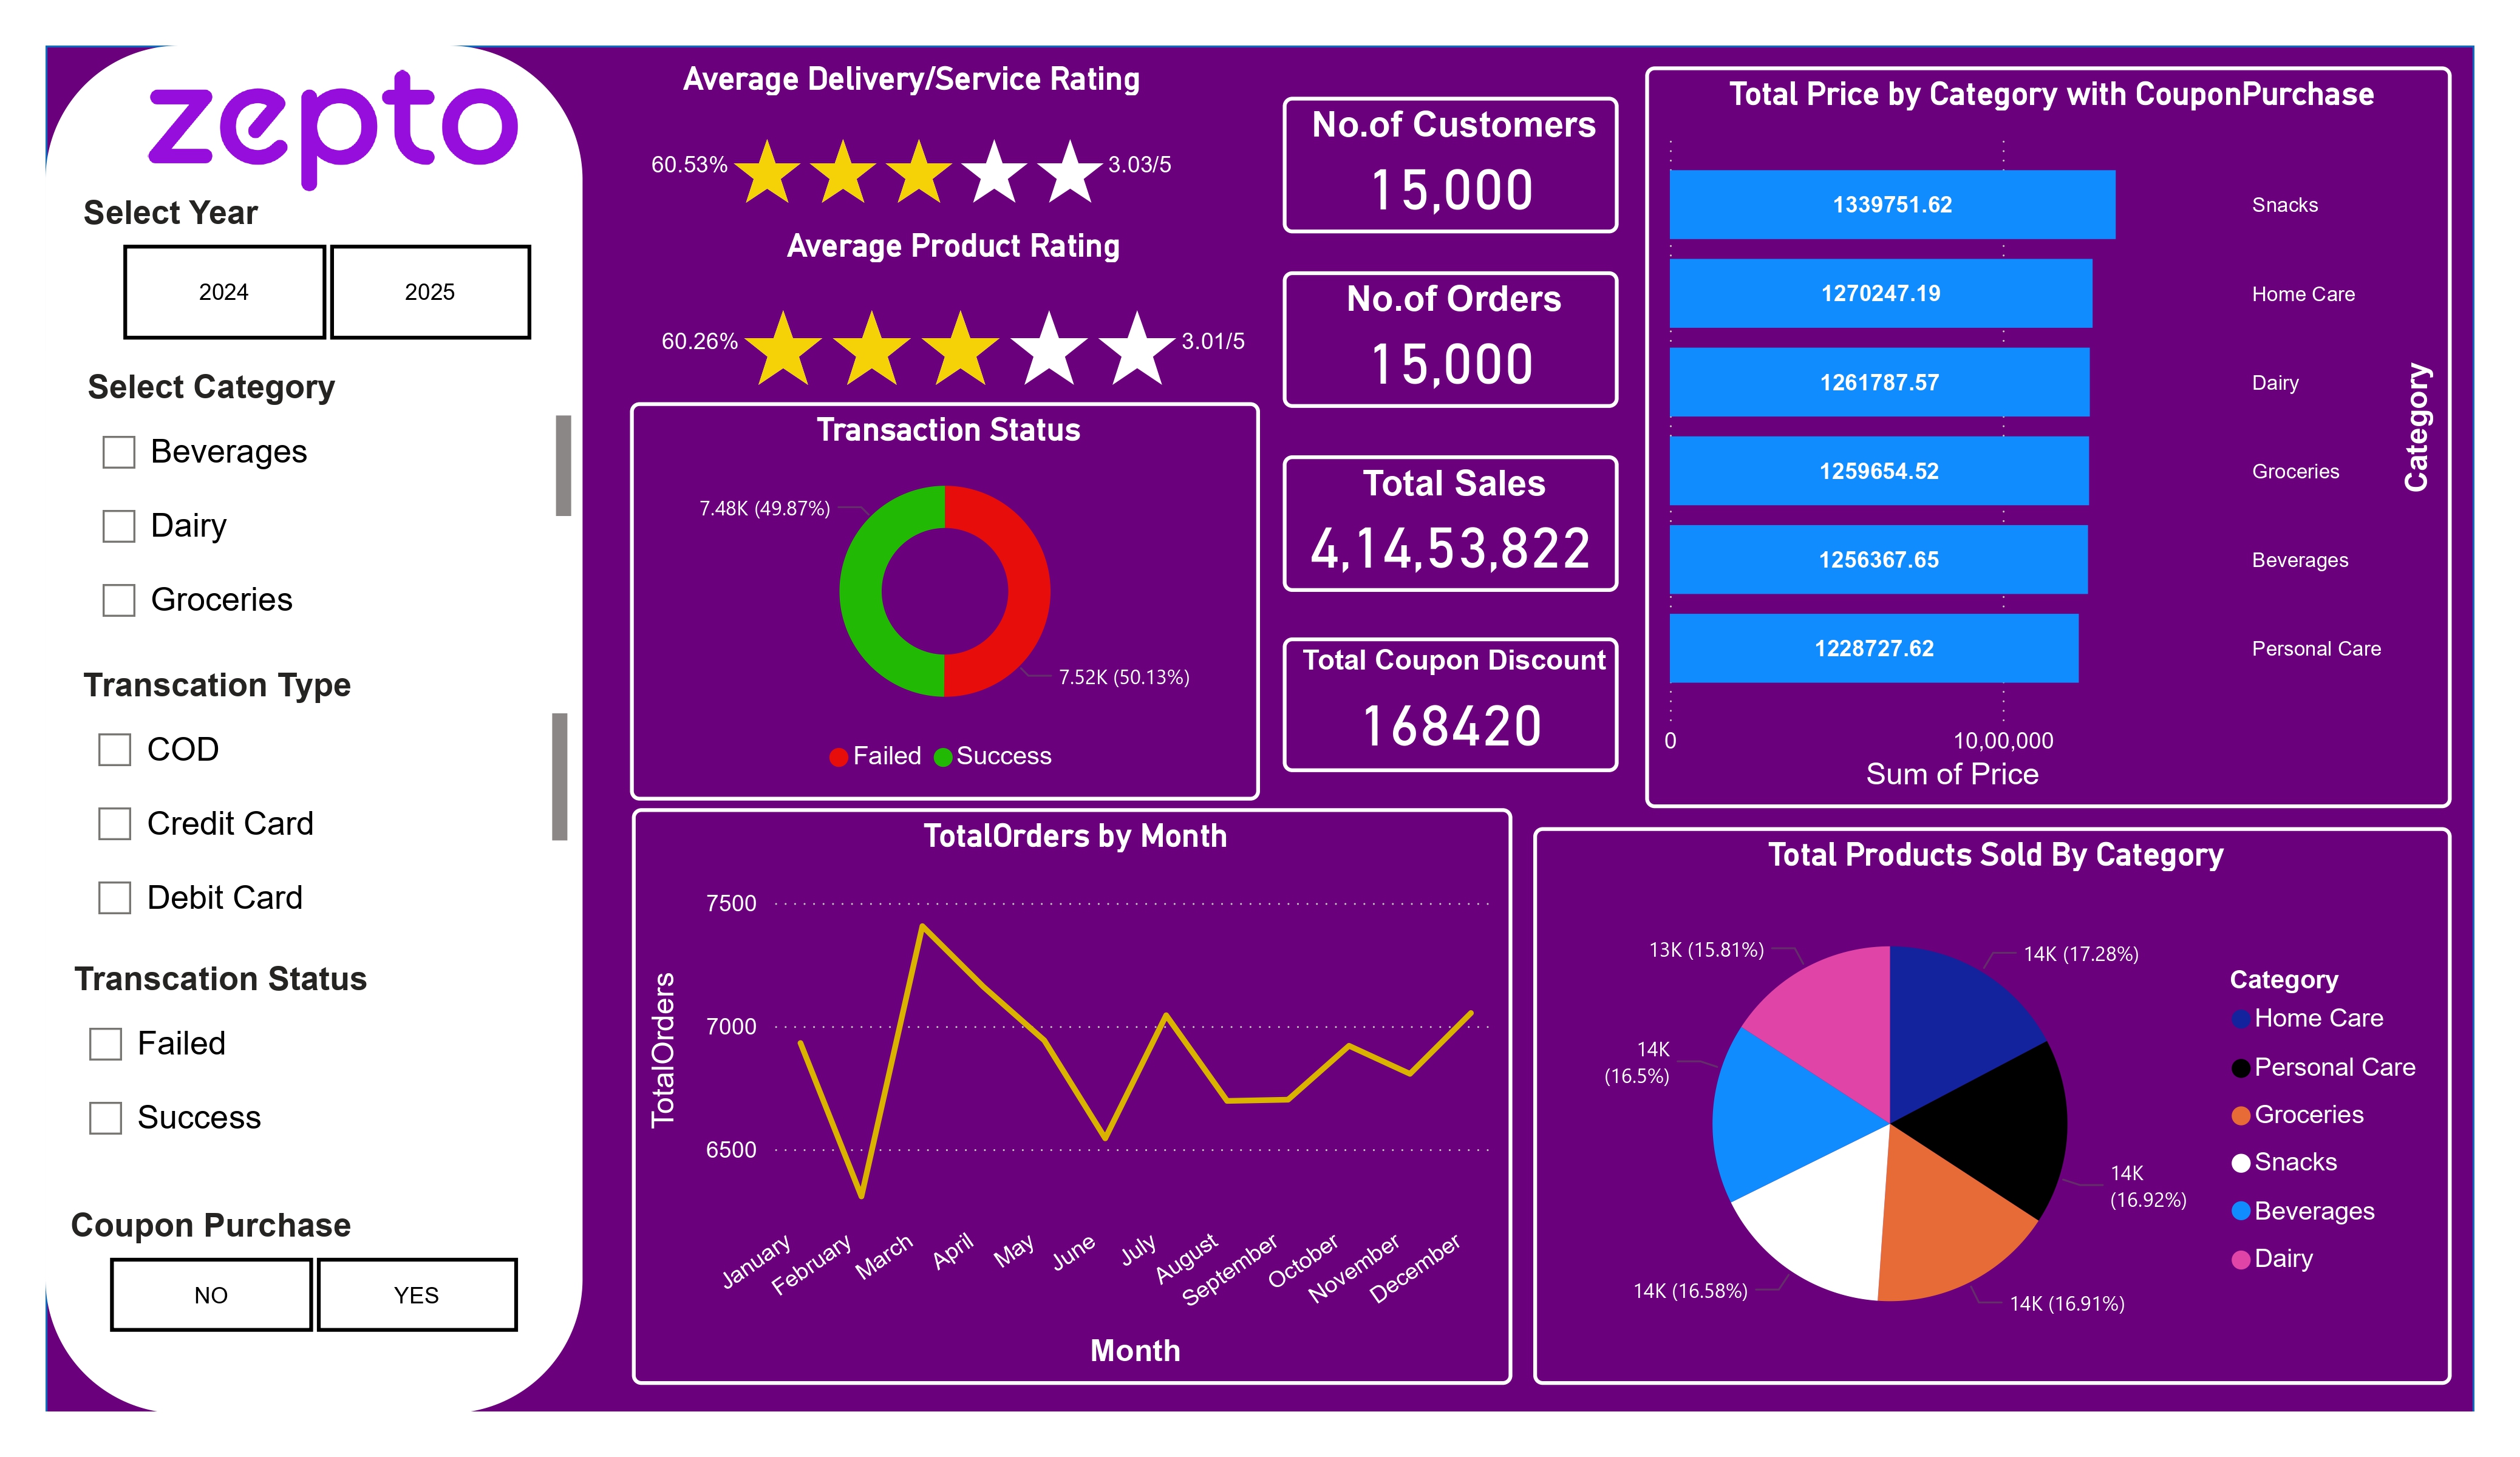 zepto
Select Year
2024
2025
Select Category
Beverages
Dairy
Groceries
Transcation Type
COD
Credit Card
Debit Card
Transcation Status
Failed
Success
Coupon Purchase
NO
YES
Average Delivery/Service Rating
60.53%
3.03/5
Average Product Rating
60.26%
3.01/5
No.of Customers
15,000
No.of Orders
15,000
Total Sales
4,14,53,822
Total Coupon Discount
168420
Transaction Status
7.48K (49.87%)
7.52K (50.13%)
Failed
Success
Total Price by Category with CouponPurchase
1339751.62
Snacks
1270247.19
Home Care
1261787.57
Dairy
1259654.52
Groceries
1256367.65
Beverages
1228727.62
Personal Care
Category
0
10,00,000
Sum of Price
TotalOrders by Month
7500
7000
6500
TotalOrders
January
February
March
April
May
June
July
August
September
October
November
December
Month
Total Products Sold By Category
13K (15.81%)
14K (17.28%)
14K
(16.5%)
14K
(16.92%)
14K (16.58%)
14K (16.91%)
Category
Home Care
Personal Care
Groceries
Snacks
Beverages
Dairy